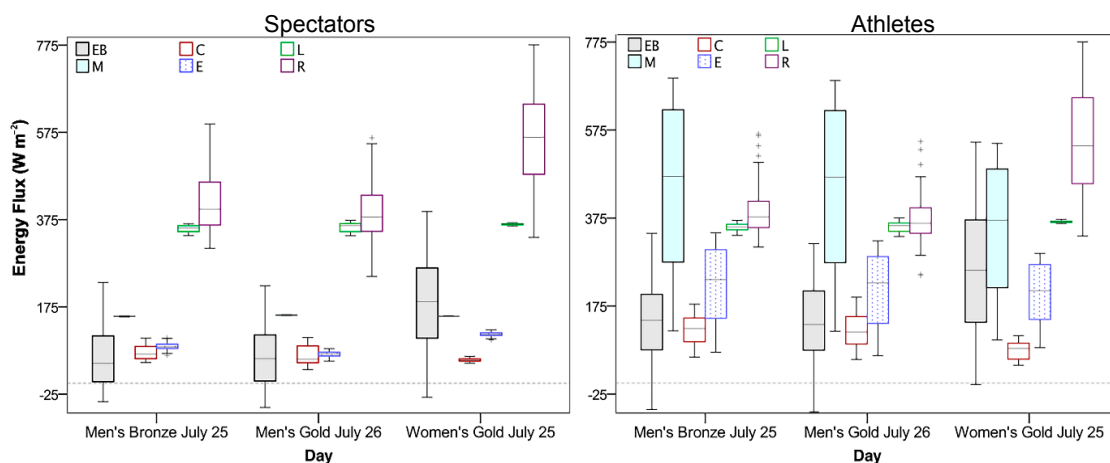 Spectators
Energy Flux (W m⁻²)
775
575
375
175
-25
EB C L
M E R
Men's Bronze July 25 Men's Gold July 26 Women's Gold July 25
Day
Athletes
775
575
375
175
-25
EB C L
M E R
Men's Bronze July 25 Men's Gold July 26 Women's Gold July 25
Day